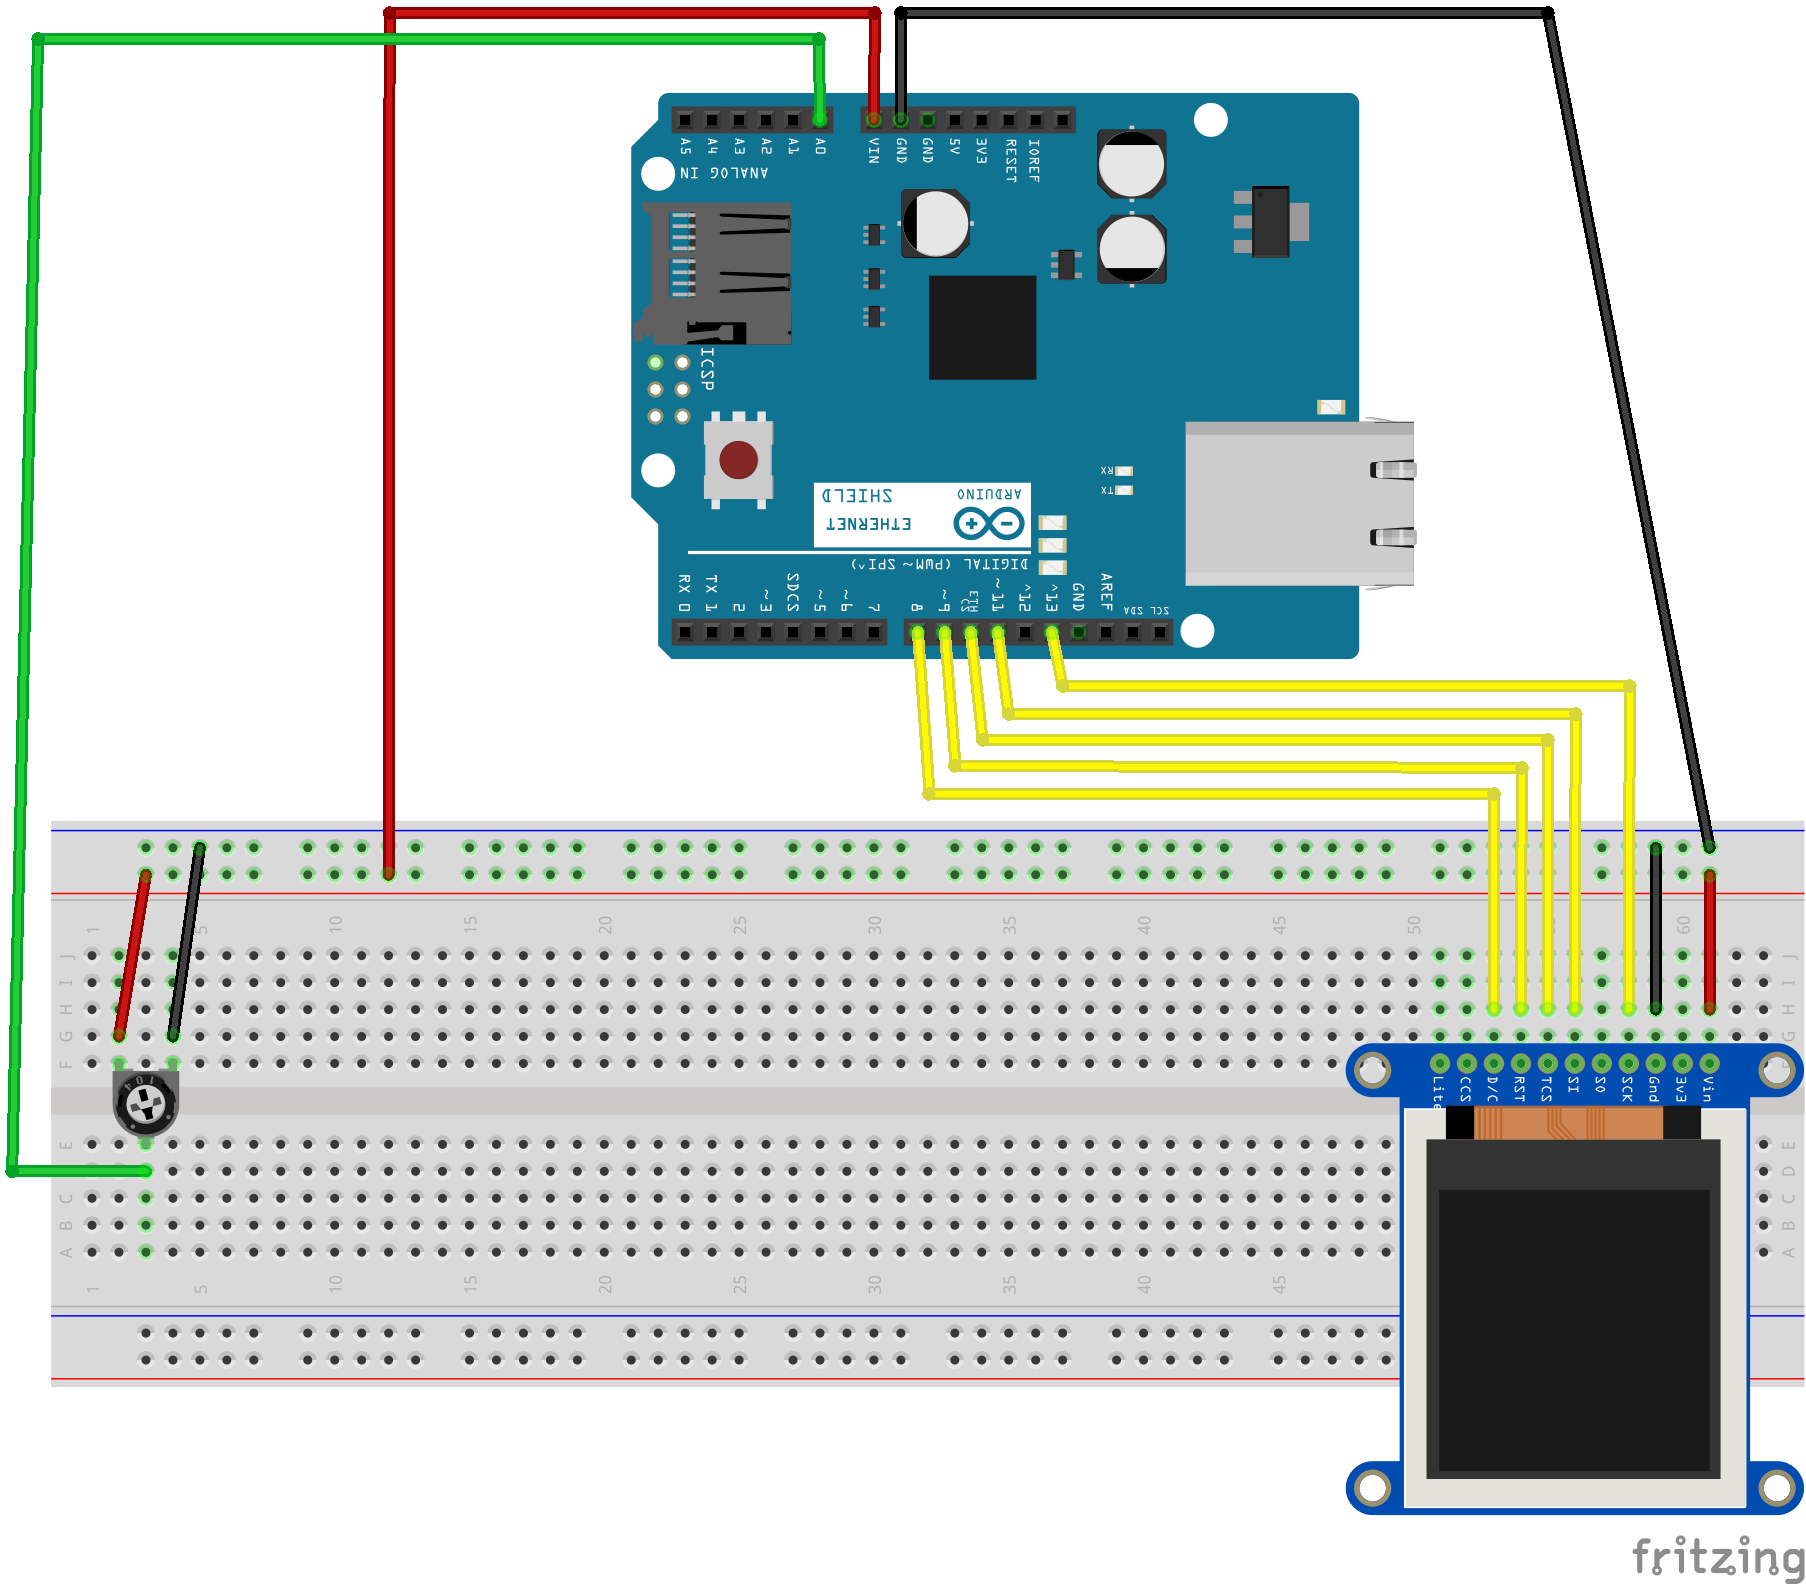 A5 A4 A3 A2 A1 A0 VIN GND GND 5V 3V3 RESET IOREF
ANALOG IN
ICSP
RX
TX
ARDUINO
ETHERNET
SHIELD
DIGITAL (PWM~ SPI^)
RX 0 TX 1 2 ~3 SDCS ~5 ~6 7 8 ~9 ETH CS ~11 ^12 ^13 GND AREF SDA SCL
1 5 10 15 20 25 30 35 40 45 50 60
J J
I I
H H
G G
F
104
Lite CCS D/C RST TCS SI SO SCK Gnd 3v3 Vin
E E
D D
C C
B B
A A
1 5 10 15 20 25 30 35 40 45
fritzing